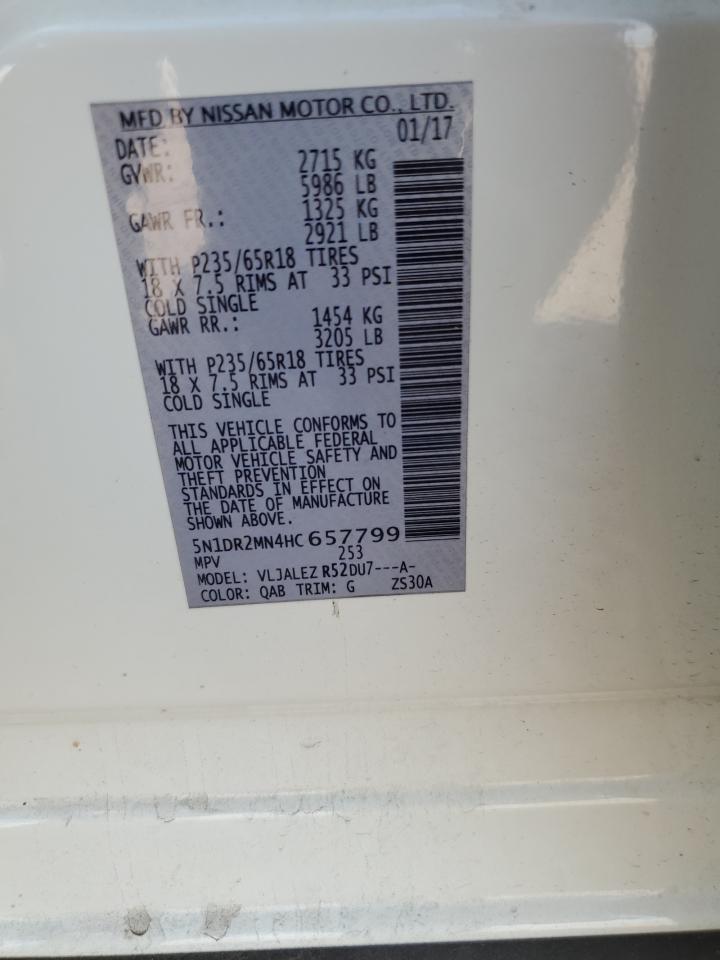 MFD BY NISSAN MOTOR CO., LTD.
DATE: 01/17
GVWR: 2715 KG
5986 LB
GAWR FR.: 1325 KG
2921 LB
WITH P235/65R18 TIRES
18 X 7.5 RIMS AT 33 PSI
COLD SINGLE
GAWR RR.: 1454 KG
3205 LB
WITH P235/65R18 TIRES
18 X 7.5 RIMS AT 33 PSI
COLD SINGLE
THIS VEHICLE CONFORMS TO
ALL APPLICABLE FEDERAL
MOTOR VEHICLE SAFETY AND
THEFT PREVENTION
STANDARDS IN EFFECT ON
THE DATE OF MANUFACTURE
SHOWN ABOVE.
5N1DR2MN4HC657799
MPV 253
MODEL: VLJALEZ R52DU7---A-
COLOR: QAB TRIM: G ZS30A